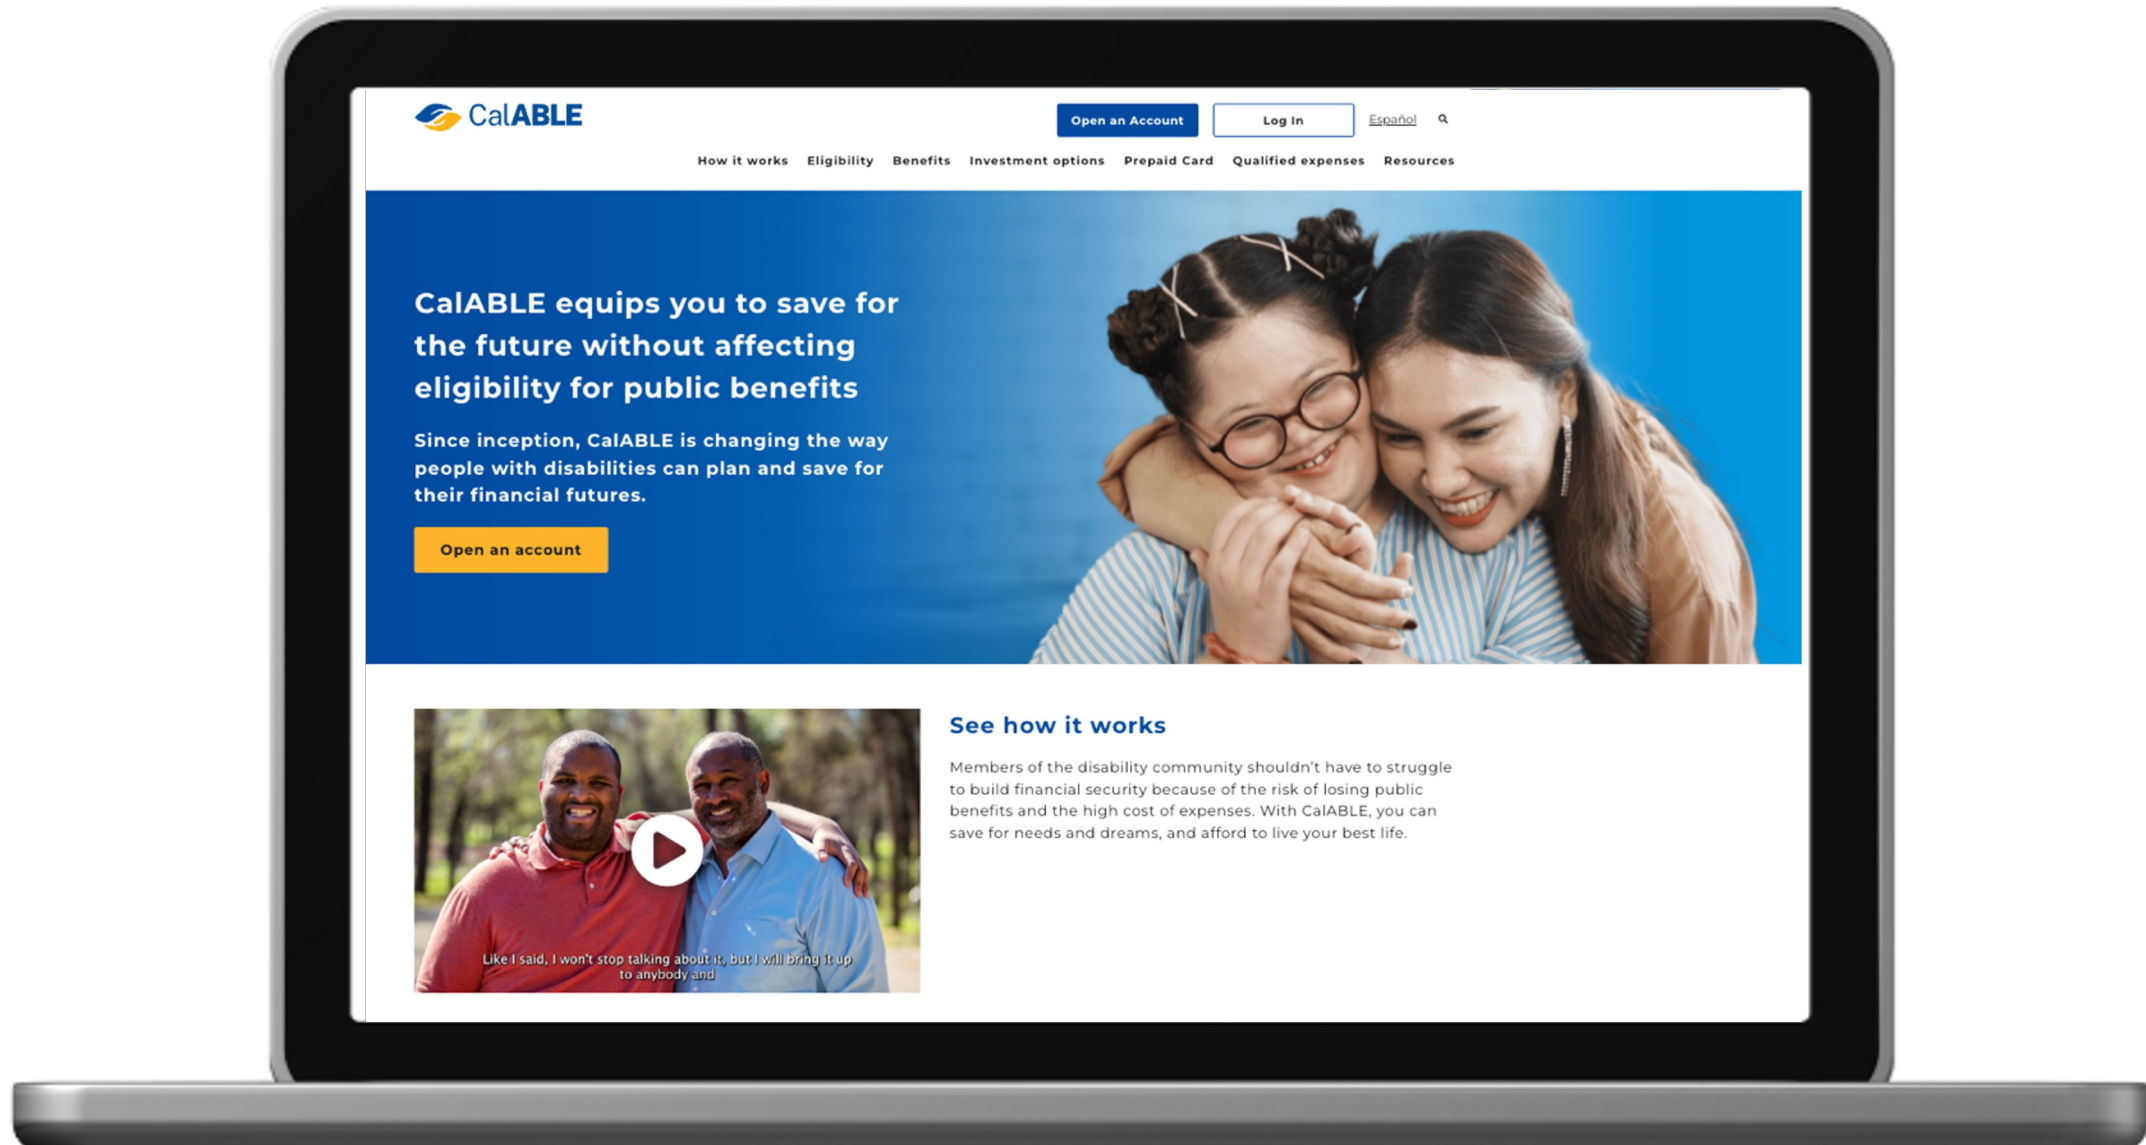 CalABLE
Open an Account
Log In
Español
How it works Eligibility Benefits Investment options Prepaid Card Qualified expenses Resources
CalABLE equips you to save for
the future without affecting
eligibility for public benefits
Since inception, CalABLE is changing the way
people with disabilities can plan and save for
their financial futures.
Open an account
Like I said, I won't stop talking about it, but I will bring it up
to anybody and
See how it works
Members of the disability community shouldn't have to struggle
to build financial security because of the risk of losing public
benefits and the high cost of expenses. With CalABLE, you can
save for needs and dreams, and afford to live your best life.